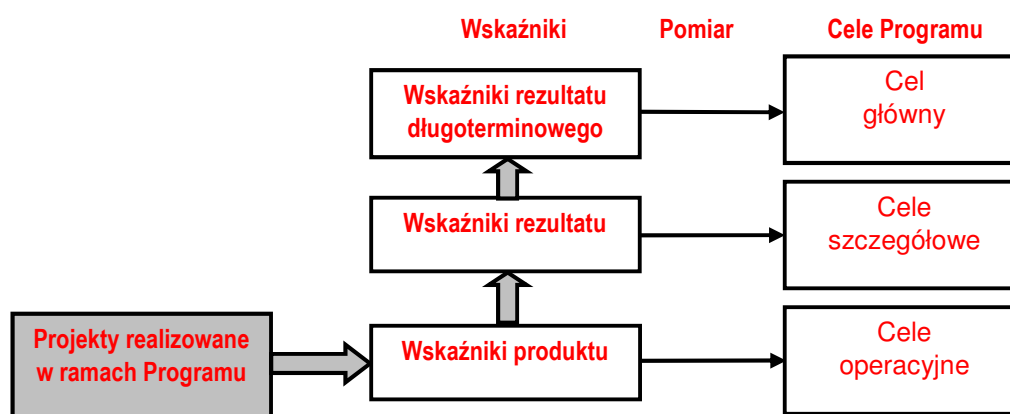 Wskaźniki Pomiar Cele Programu
Wskaźniki rezultatu
długoterminowego
Cel
główny
Wskaźniki rezultatu
Cele
szczegółowe
Projekty realizowane
w ramach Programu
Wskaźniki produktu
Cele
operacyjne